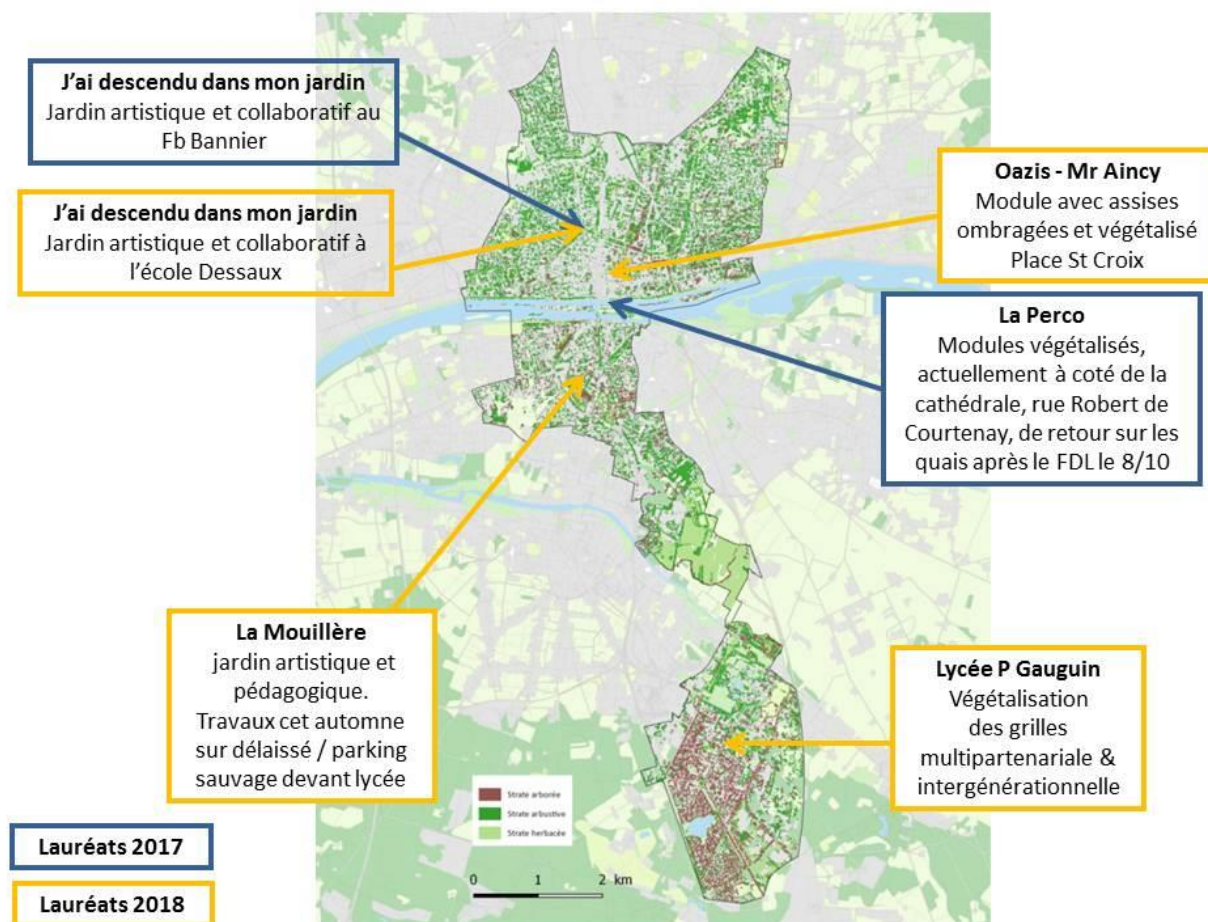 J'ai descendu dans mon jardin
Jardin artistique et collaboratif au
Fb Bannier
J'ai descendu dans mon jardin
Jardin artistique et collaboratif à
l'école Dessaux
Oazis - Mr Aincy
Module avec assises
ombragées et végétalisé
Place St Croix
La Perco
Modules végétalisés,
actuellement à coté de la
cathédrale, rue Robert de
Courtenay, de retour sur les
quais après le FDL le 8/10
La Mouillère
jardin artistique et
pédagogique.
Travaux cet automne
sur délaissé / parking
sauvage devant lycée
Lycée P Gauguin
Végétalisation
des grilles
multipartenariale &
intergénérationnelle
Strate arborée
Strate arbustive
Strate herbacée
0 1 2 km
Lauréats 2017
Lauréats 2018